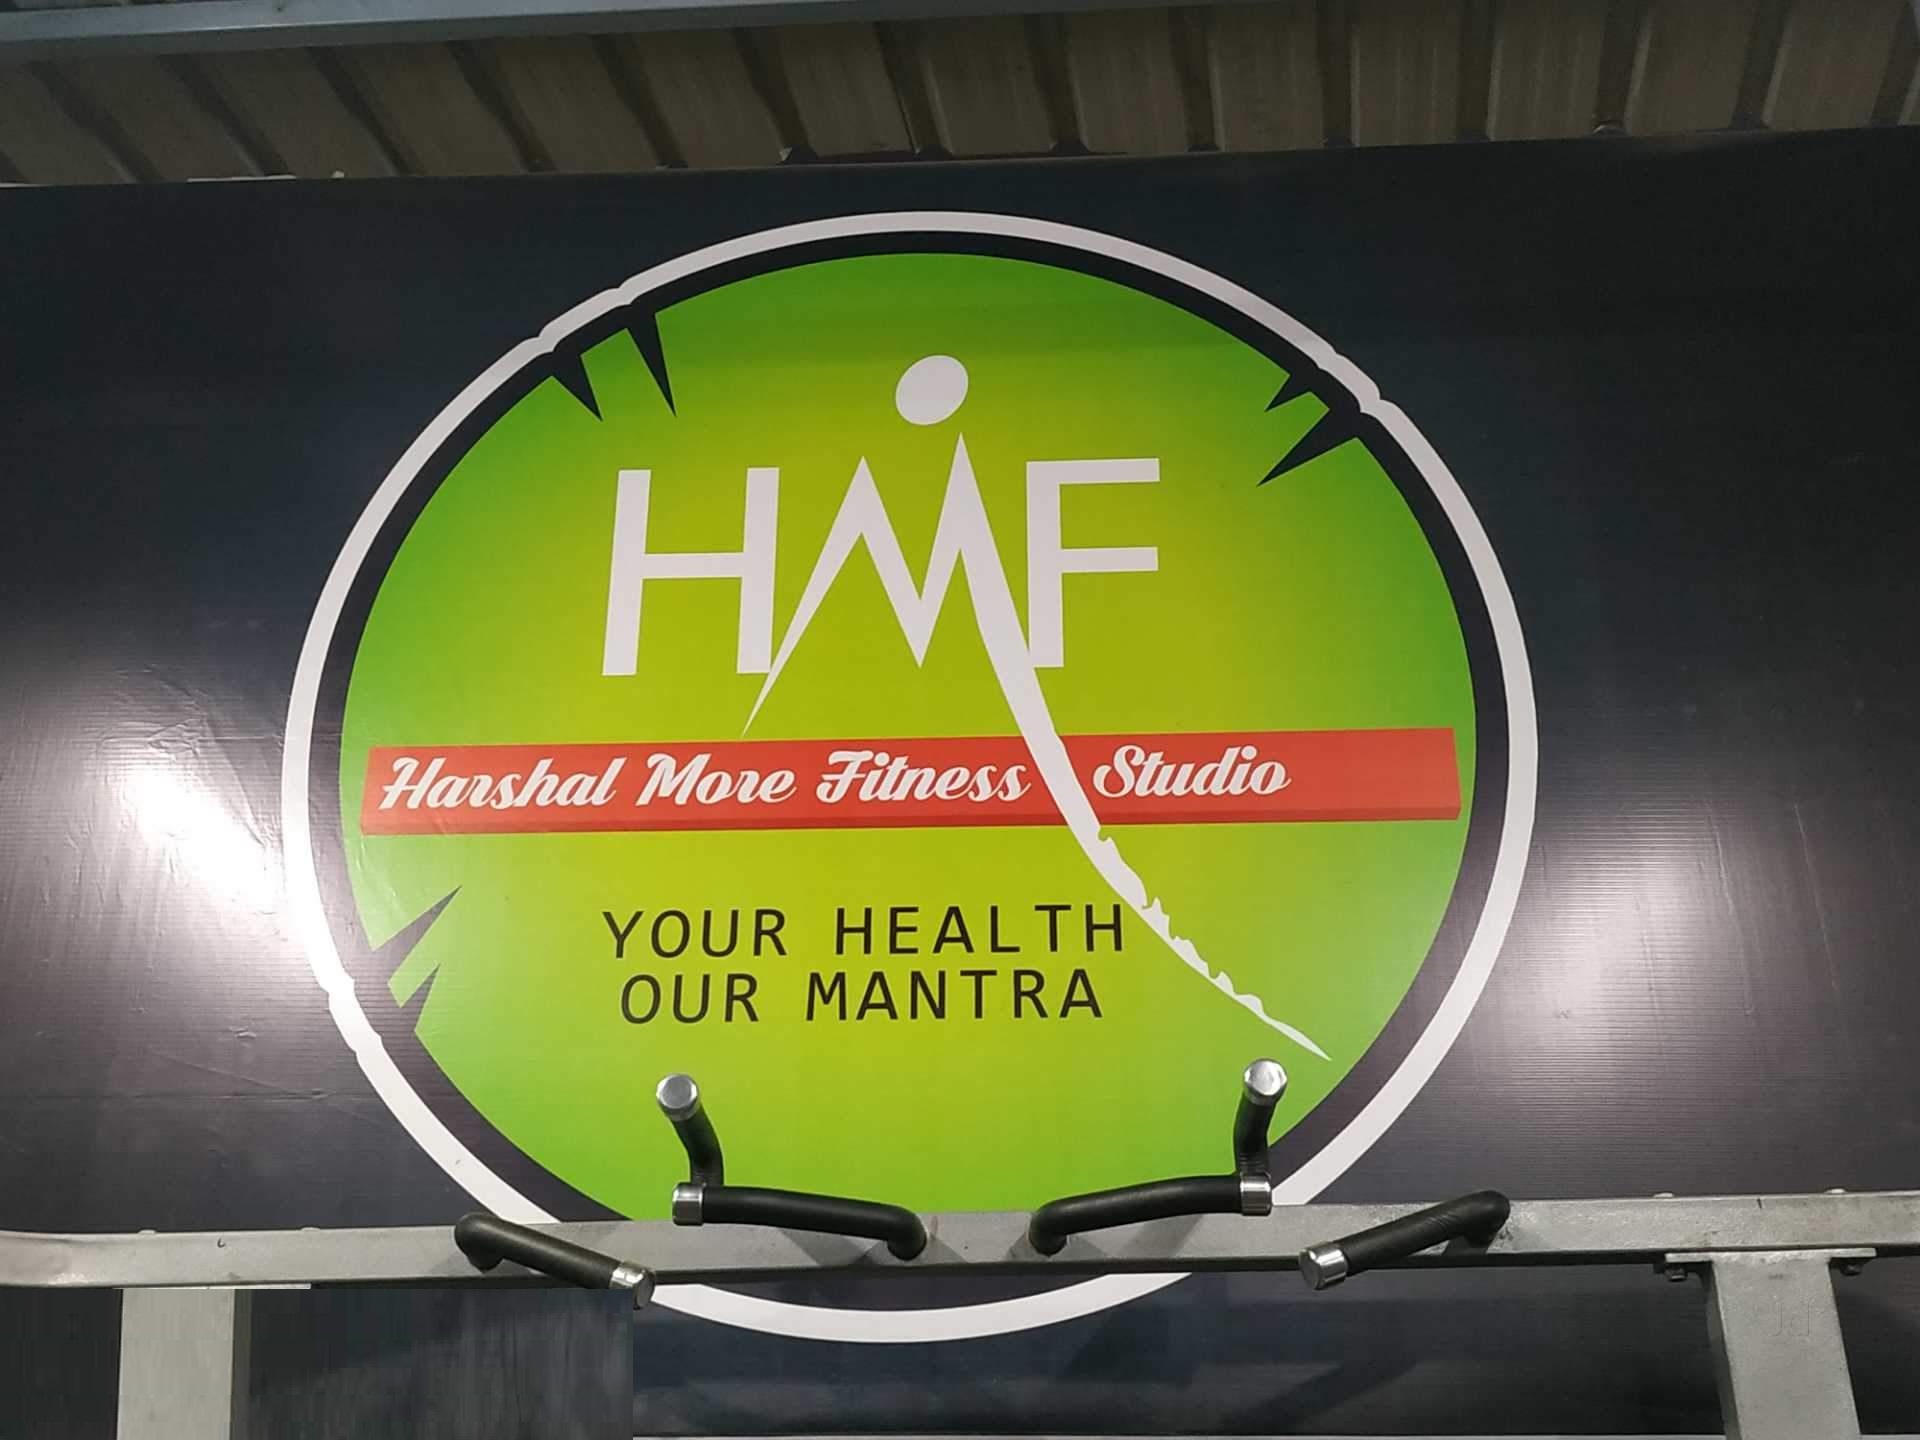 HMF
Harshal More Fitness Studio
YOUR HEALTH
OUR MANTRA